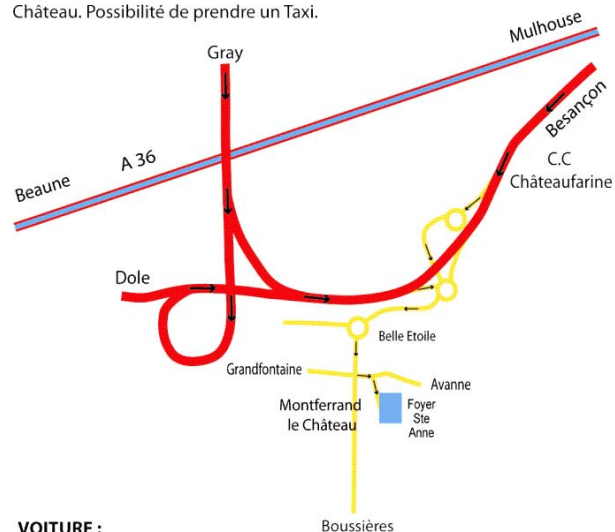 Château. Possibilité de prendre un Taxi.
Mulhouse
Gray
Besançon
A 36
C.C
Châteaufarine
Beaune
Dole
Belle Etoile
Grandfontaine
Avanne
Montferrand
le Château
Foyer
Ste
Anne
VOITURE :
Boussières